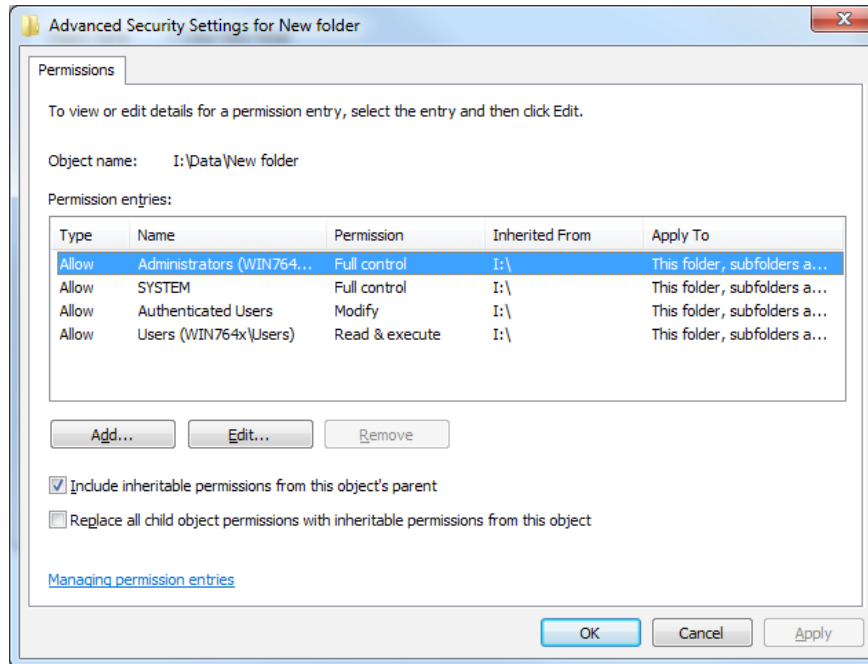 Advanced Security Settings for New folder
Permissions
To view or edit details for a permission entry, select the entry and then click Edit.
Object name: I:\Data\New folder
Permission entries:
Type Name Permission Inherited From Apply To
Allow Administrators (WIN764... Full control I:\ This folder, subfolders a...
Allow SYSTEM Full control I:\ This folder, subfolders a...
Allow Authenticated Users Modify I:\ This folder, subfolders a...
Allow Users (WIN764x\Users) Read & execute I:\ This folder, subfolders a...
Add... Edit... Remove
Include inheritable permissions from this object's parent
Replace all child object permissions with inheritable permissions from this object
Managing permission entries
OK Cancel Apply